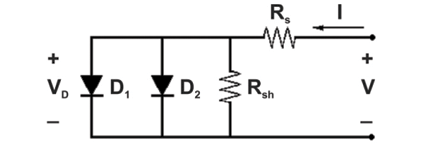 Rs I
+ +
VD D1 D2 Rsh V
– –